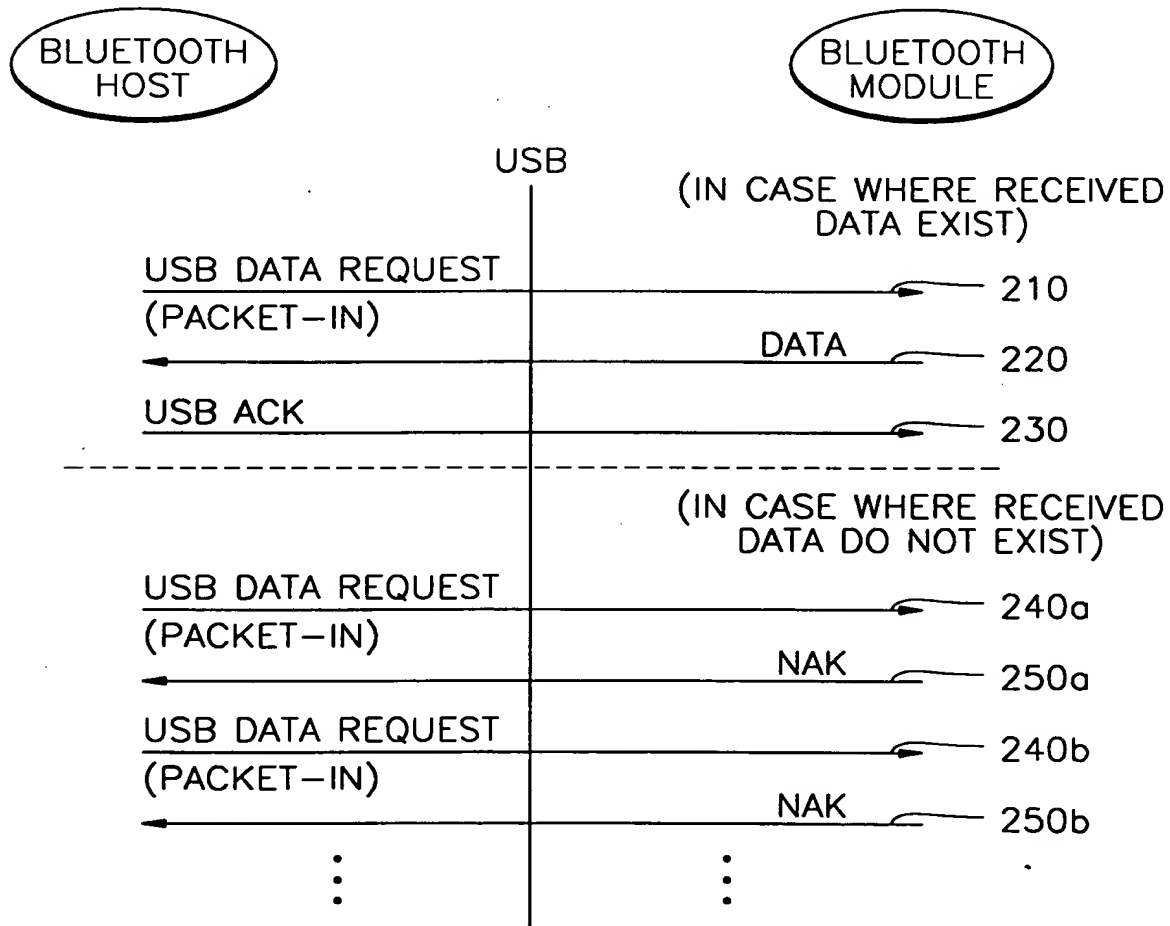 BLUETOOTH
HOST
BLUETOOTH
MODULE
USB
(IN CASE WHERE RECEIVED
DATA EXIST)
USB DATA REQUEST
(PACKET-IN)
210
DATA
220
USB ACK
230
(IN CASE WHERE RECEIVED
DATA DO NOT EXIST)
USB DATA REQUEST
(PACKET-IN)
240a
NAK
250a
USB DATA REQUEST
(PACKET-IN)
240b
NAK
250b